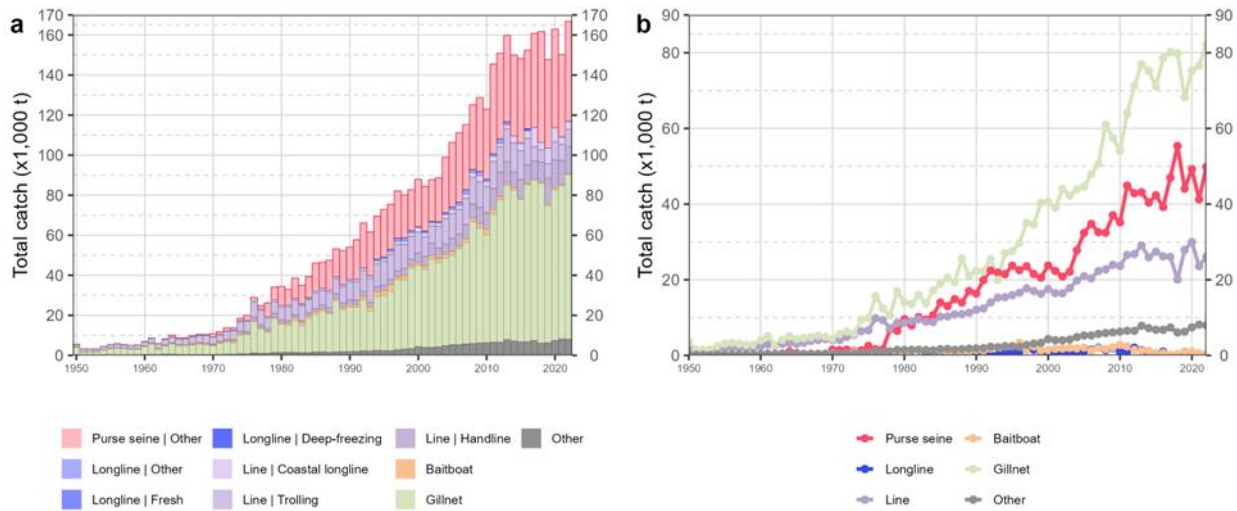 a
Total catch (x1,000 t)
170
160
140
120
100
80
60
40
20
0
170
160
140
120
100
80
60
40
20
0
1950 1960 1970 1980 1990 2000 2010 2020
Purse seine | Other Longline | Deep-freezing Line | Handline Other
Longline | Other Line | Coastal longline Baitboat
Longline | Fresh Line | Trolling Gillnet
b
Total catch (x1,000 t)
90
80
60
40
20
0
90
80
60
40
20
0
1950 1960 1970 1980 1990 2000 2010 2020
Purse seine Baitboat
Longline Gillnet
Line Other